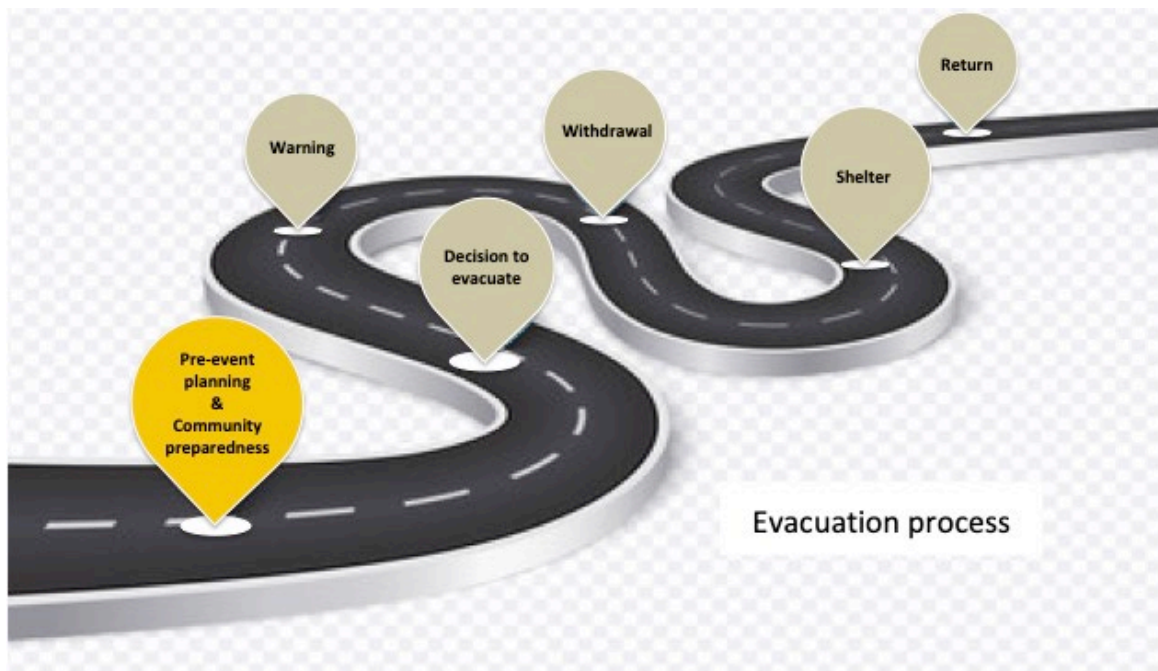 Pre-event
planning
&
Community
preparedness
Decision to
evacuate
Warning
Withdrawal
Shelter
Return
Evacuation process